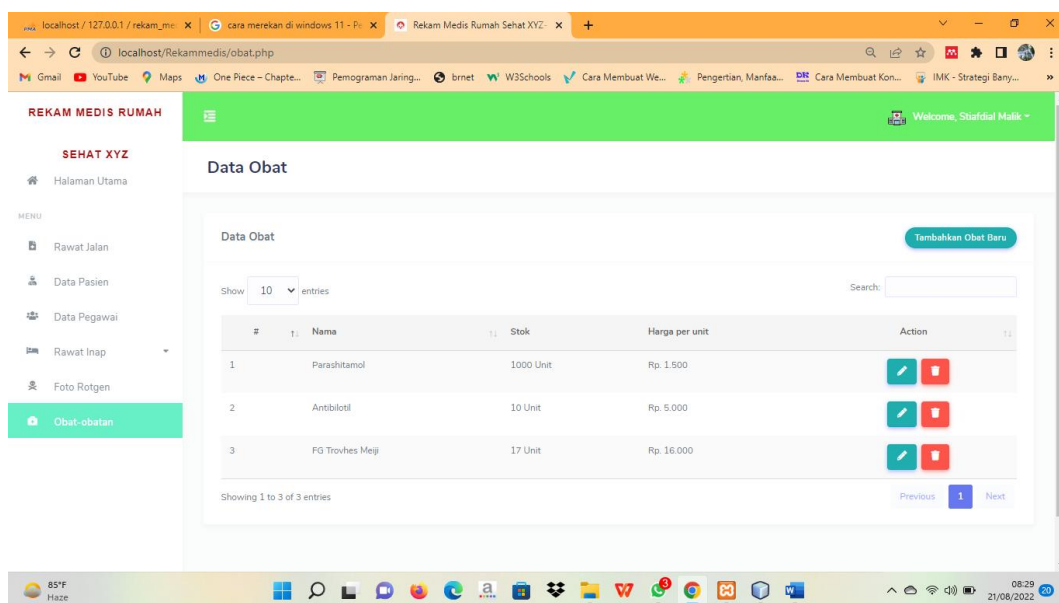 localhost / 127.0.0.1 / rekam_me
cara merekan di windows 11 - Pe
Rekam Medis Rumah Sehat XYZ-
localhost/Rekammedis/obat.php
Gmail YouTube Maps One Piece – Chapte... Pemograman Jaring... brnet W3Schools Cara Membuat We... Pengertian, Manfaa... Cara Membuat Kon... IMK - Strategi Bany... »
REKAM MEDIS RUMAH
SEHAT XYZ
Welcome, Stiafdial Malik
Halaman Utama
MENU
Rawat Jalan
Data Pasien
Data Pegawai
Rawat Inap
Foto Rotgen
Obat-obatan
Data Obat
Data Obat
Tambahkan Obat Baru
Show 10 entries
Search:
# Nama Stok Harga per unit Action
1 Parashitamol 1000 Unit Rp. 1.500
2 Antibilotil 10 Unit Rp. 5.000
3 FG Trovhes Meiji 17 Unit Rp. 16.000
Showing 1 to 3 of 3 entries
Previous 1 Next
85°F
Haze
3
08:29
21/08/2022
20